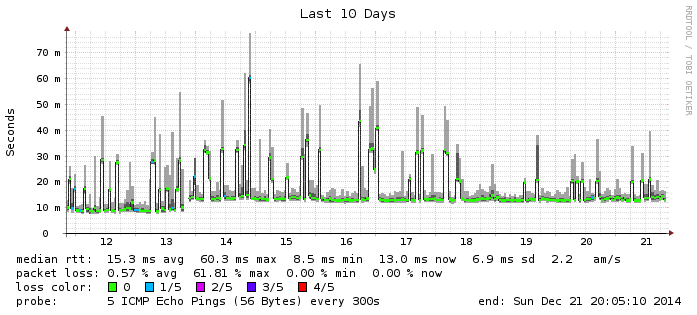 Last 10 Days
RRDTOOL / TOBI OETIKER
Seconds
70 m
60 m
50 m
40 m
30 m
20 m
10 m
0
12 13 14 15 16 17 18 19 20 21
median rtt: 15.3 ms avg 60.3 ms max 8.5 ms min 13.0 ms now 6.9 ms sd 2.2 am/s
packet loss: 0.57 % avg 61.81 % max 0.00 % min 0.00 % now
loss color: 0 1/5 2/5 3/5 4/5
probe: 5 ICMP Echo Pings (56 Bytes) every 300s end: Sun Dec 21 20:05:10 2014